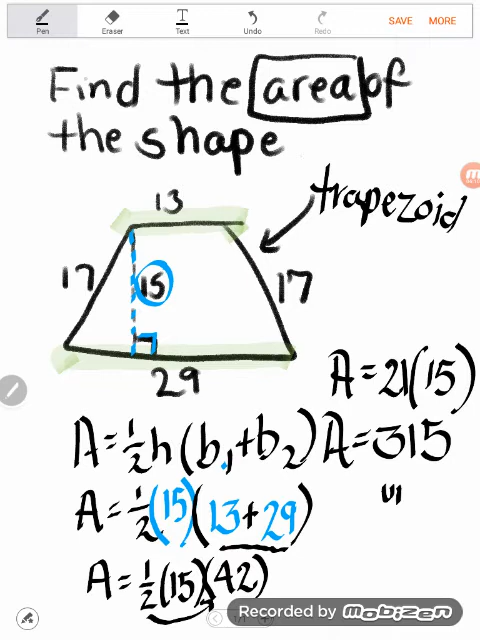 SAVE MORE
Pen Eraser Text Undo Redo
Find the area of
the shape
trapezoid
13
17 15 17
29
A = 21(15)
A = ½h(b₁+b₂) A = 315
A = ½(15)(13+29)
A = ½(15)(42)
Recorded by mobizen